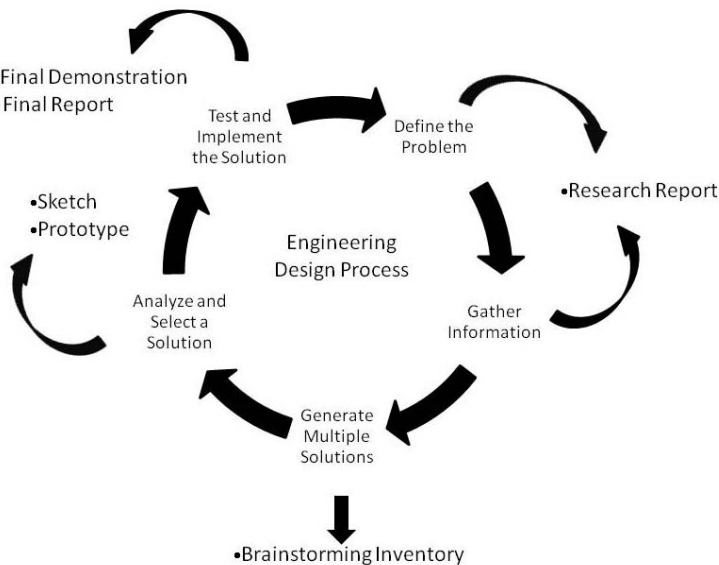 Final Demonstration
Final Report
Test and
Implement
the Solution
Define the
Problem
•Research Report
•Sketch
•Prototype
Engineering
Design Process
Analyze and
Select a
Solution
Gather
Information
Generate
Multiple
Solutions
•Brainstorming Inventory